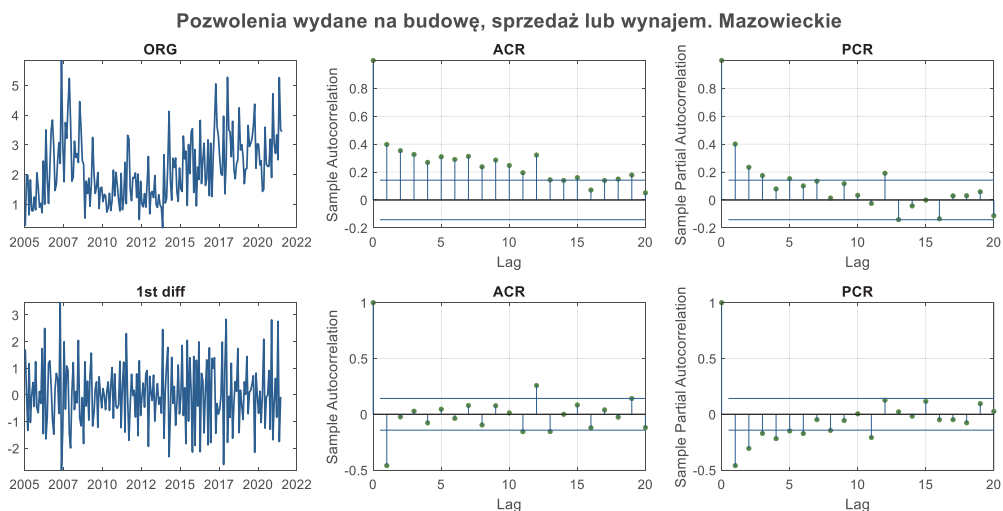 Pozwolenia wydane na budowę, sprzedaż lub wynajem. Mazowieckie
ORG
5
4
3
2
1
2005 2007 2010 2012 2015 2017 2020 2022
ACR
Sample Autocorrelation
0.8
0.6
0.4
0.2
0
-0.2
0 5 10 15 20
Lag
PCR
Sample Partial Autocorrelation
0.8
0.6
0.4
0.2
0
-0.2
0 5 10 15 20
Lag
1st diff
3
2
1
0
-1
-2
2005 2007 2010 2012 2015 2017 2020 2022
ACR
Sample Autocorrelation
1
0.5
0
-0.5
0 5 10 15 20
Lag
PCR
Sample Partial Autocorrelation
1
0.5
0
-0.5
0 5 10 15 20
Lag